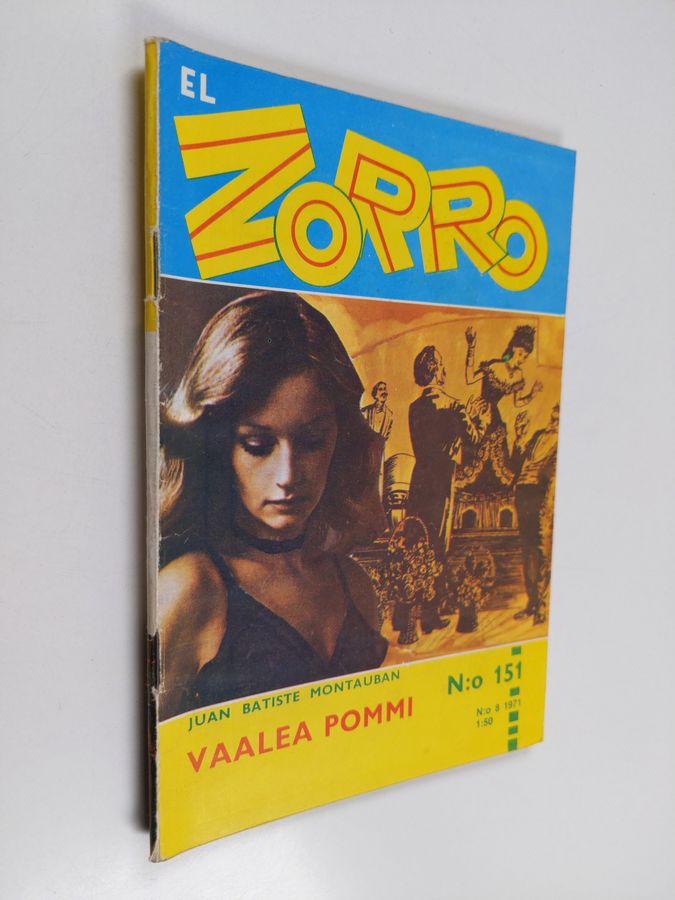 EL
ZORRO
JUAN BATISTE MONTAUBAN
VAALEA POMMI
N:o 151
N:o 8 1971
1:50